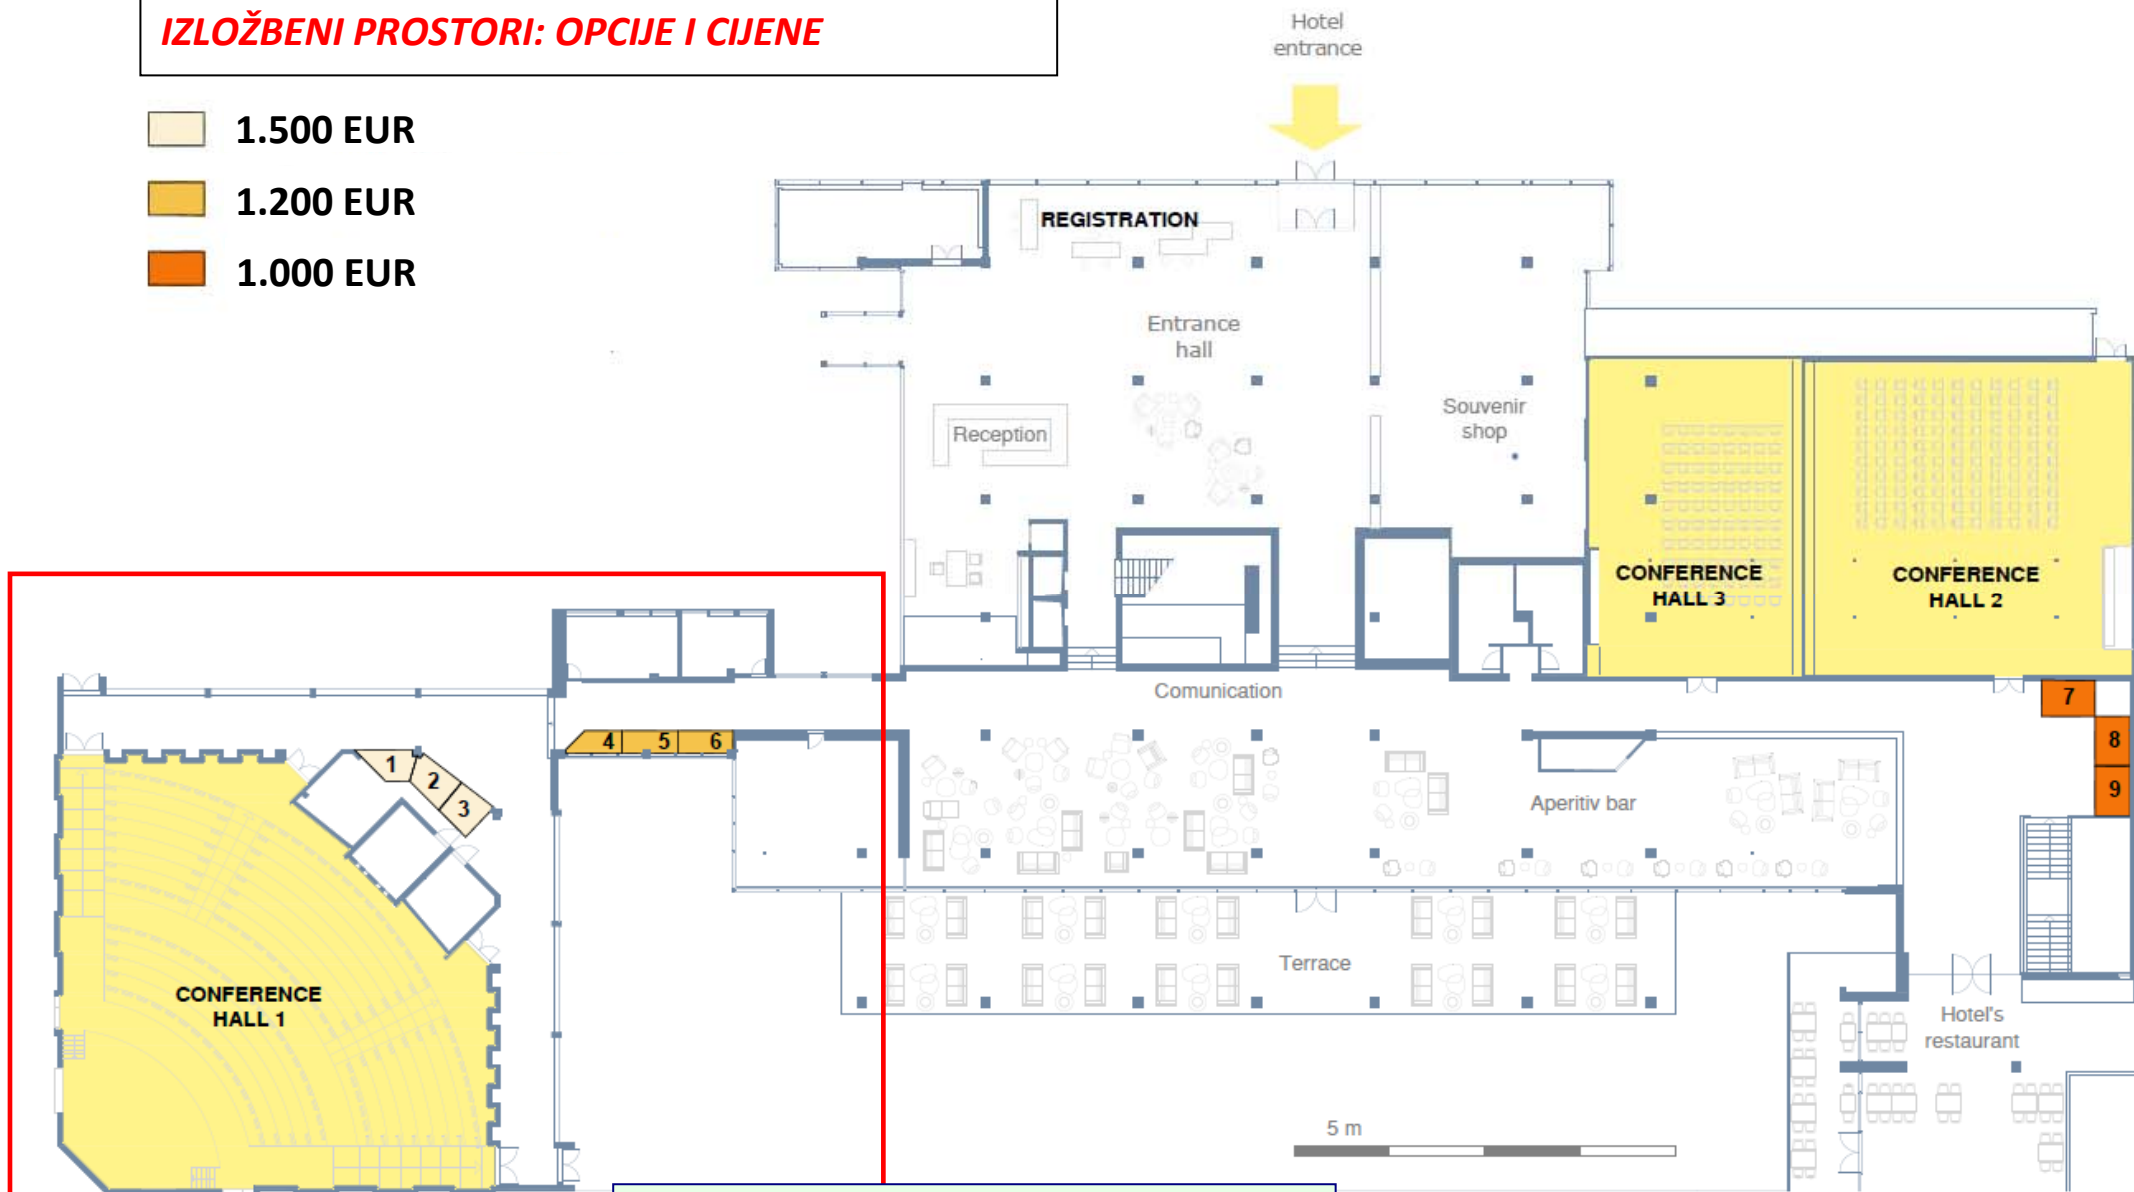 IZLOŽBENI PROSTORI: OPCIJE I CIJENE
1.500 EUR
1.200 EUR
1.000 EUR
Hotel
entrance
REGISTRATION
Entrance
hall
Reception
Souvenir
shop
CONFERENCE
HALL 3
CONFERENCE
HALL 2
Comunication
7
8
9
4 5 6
1
2
3
Aperitiv bar
Terrace
CONFERENCE
HALL 1
Hotel's
restaurant
5 m